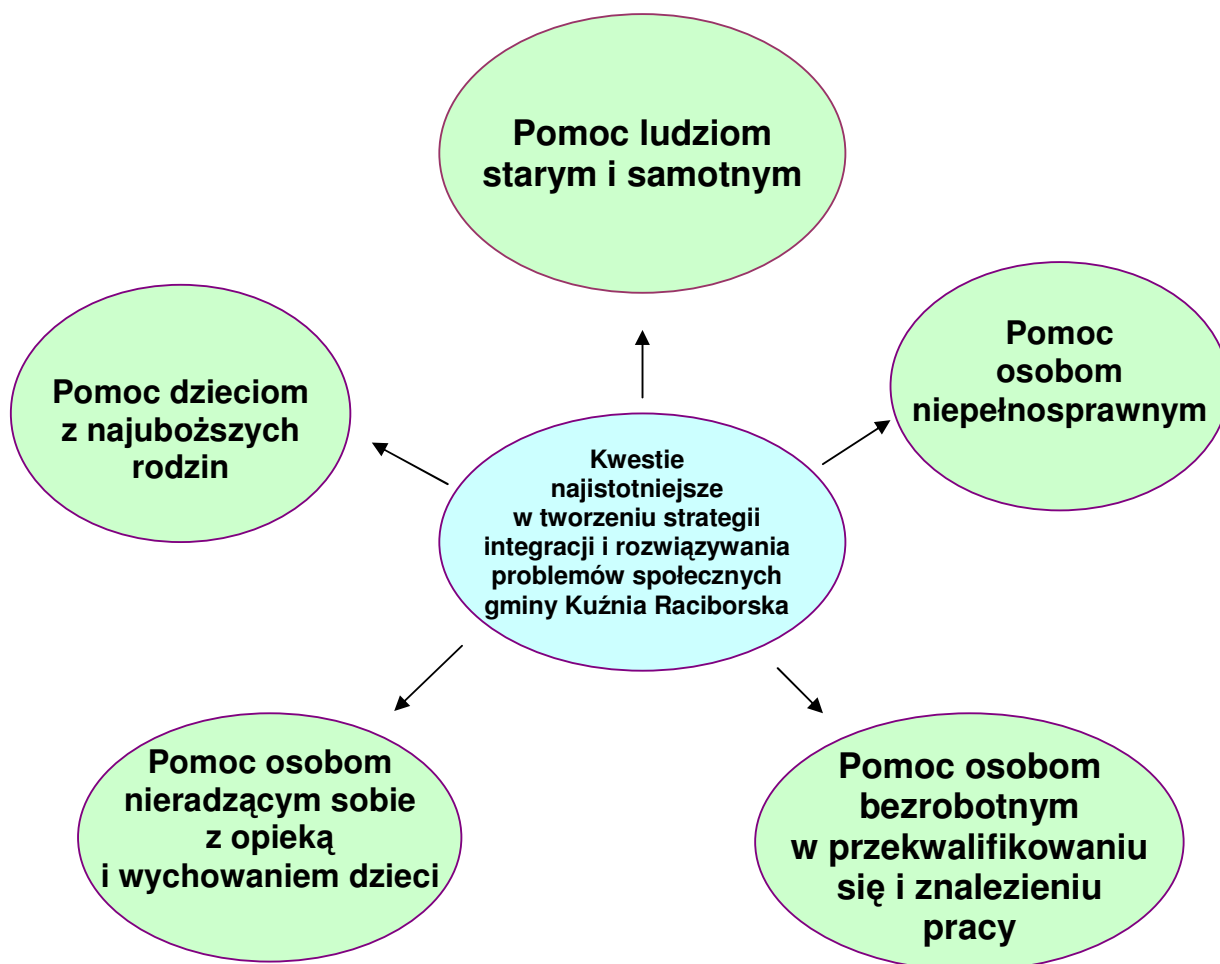 Pomoc ludziom
starym i samotnym
Pomoc
osobom
niepełnosprawnym
Pomoc dzieciom
z najuboższych
rodzin
Kwestie
najistotniejsze
w tworzeniu strategii
integracji i rozwiązywania
problemów społecznych
gminy Kuźnia Raciborska
Pomoc osobom
nieradzącym sobie
z opieką
i wychowaniem dzieci
Pomoc osobom
bezrobotnym
w przekwalifikowaniu
się i znalezieniu
pracy